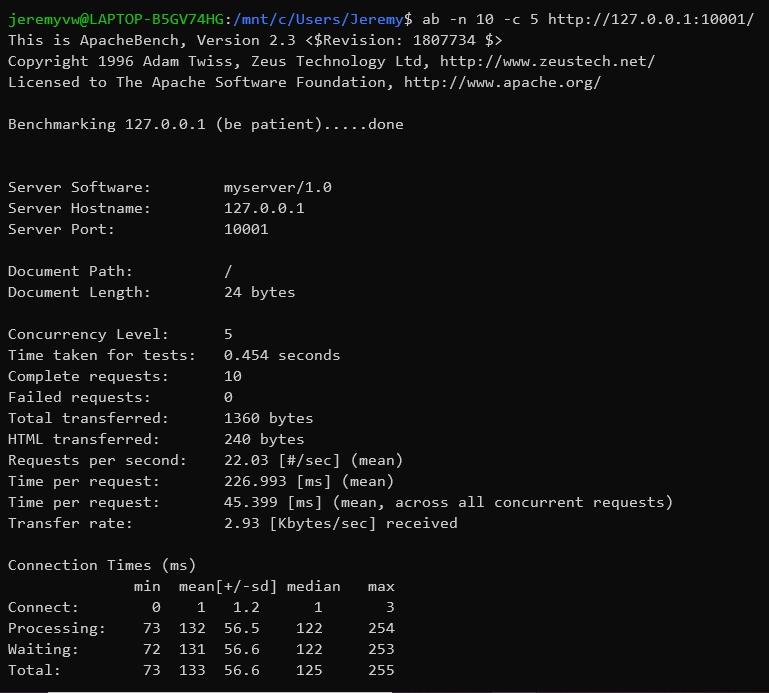 jeremyvw@LAPTOP-B5GV74HG:/mnt/c/Users/Jeremy$ ab -n 10 -c 5 http://127.0.0.1:10001/
This is ApacheBench, Version 2.3 <$Revision: 1807734 $>
Copyright 1996 Adam Twiss, Zeus Technology Ltd, http://www.zeustech.net/
Licensed to The Apache Software Foundation, http://www.apache.org/

Benchmarking 127.0.0.1 (be patient).....done


Server Software:        myserver/1.0
Server Hostname:        127.0.0.1
Server Port:            10001

Document Path:          /
Document Length:        24 bytes

Concurrency Level:      5
Time taken for tests:   0.454 seconds
Complete requests:      10
Failed requests:        0
Total transferred:      1360 bytes
HTML transferred:       240 bytes
Requests per second:    22.03 [#/sec] (mean)
Time per request:       226.993 [ms] (mean)
Time per request:       45.399 [ms] (mean, across all concurrent requests)
Transfer rate:          2.93 [Kbytes/sec] received

Connection Times (ms)
              min  mean[+/-sd] median   max
Connect:        0    1   1.2      1       3
Processing:    73  132  56.5    122     254
Waiting:       72  131  56.6    122     253
Total:         73  133  56.6    125     255